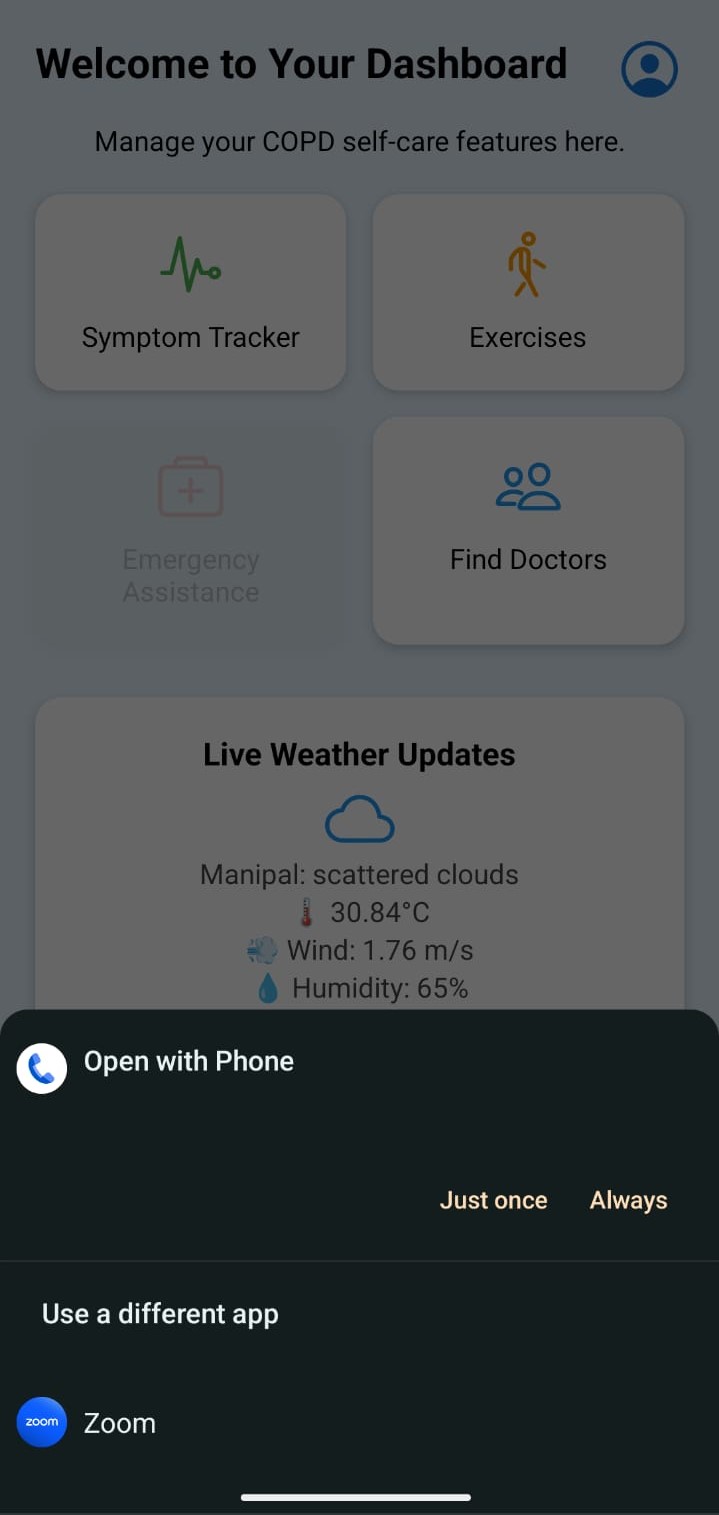 Welcome to Your Dashboard
Manage your COPD self-care features here.
Symptom Tracker
Exercises
Emergency
Assistance
Find Doctors
Live Weather Updates
Manipal: scattered clouds
🌡️ 30.84°C
💨 Wind: 1.76 m/s
💧 Humidity: 65%
Open with Phone
Just once Always
Use a different app
zoom Zoom